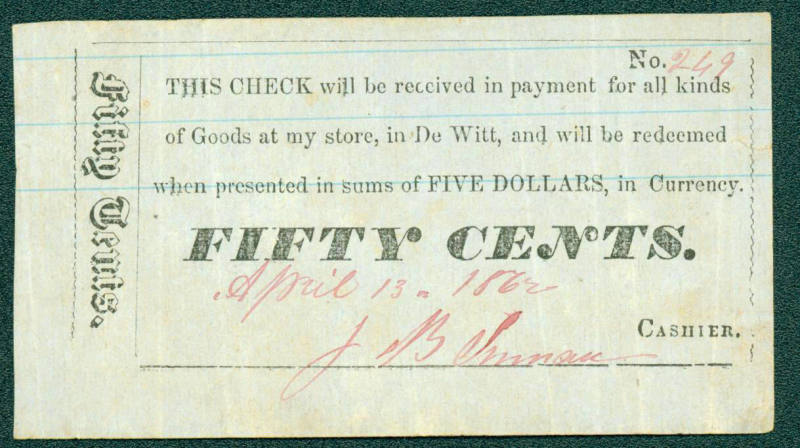 No. 249
THIS CHECK will be received in payment for all kinds
of Goods at my store, in De Witt, and will be redeemed
when presented in sums of FIVE DOLLARS, in Currency.
FIFTY CENTS.
April 13 - 1862
J B
CASHIER.
Fifty Cents.